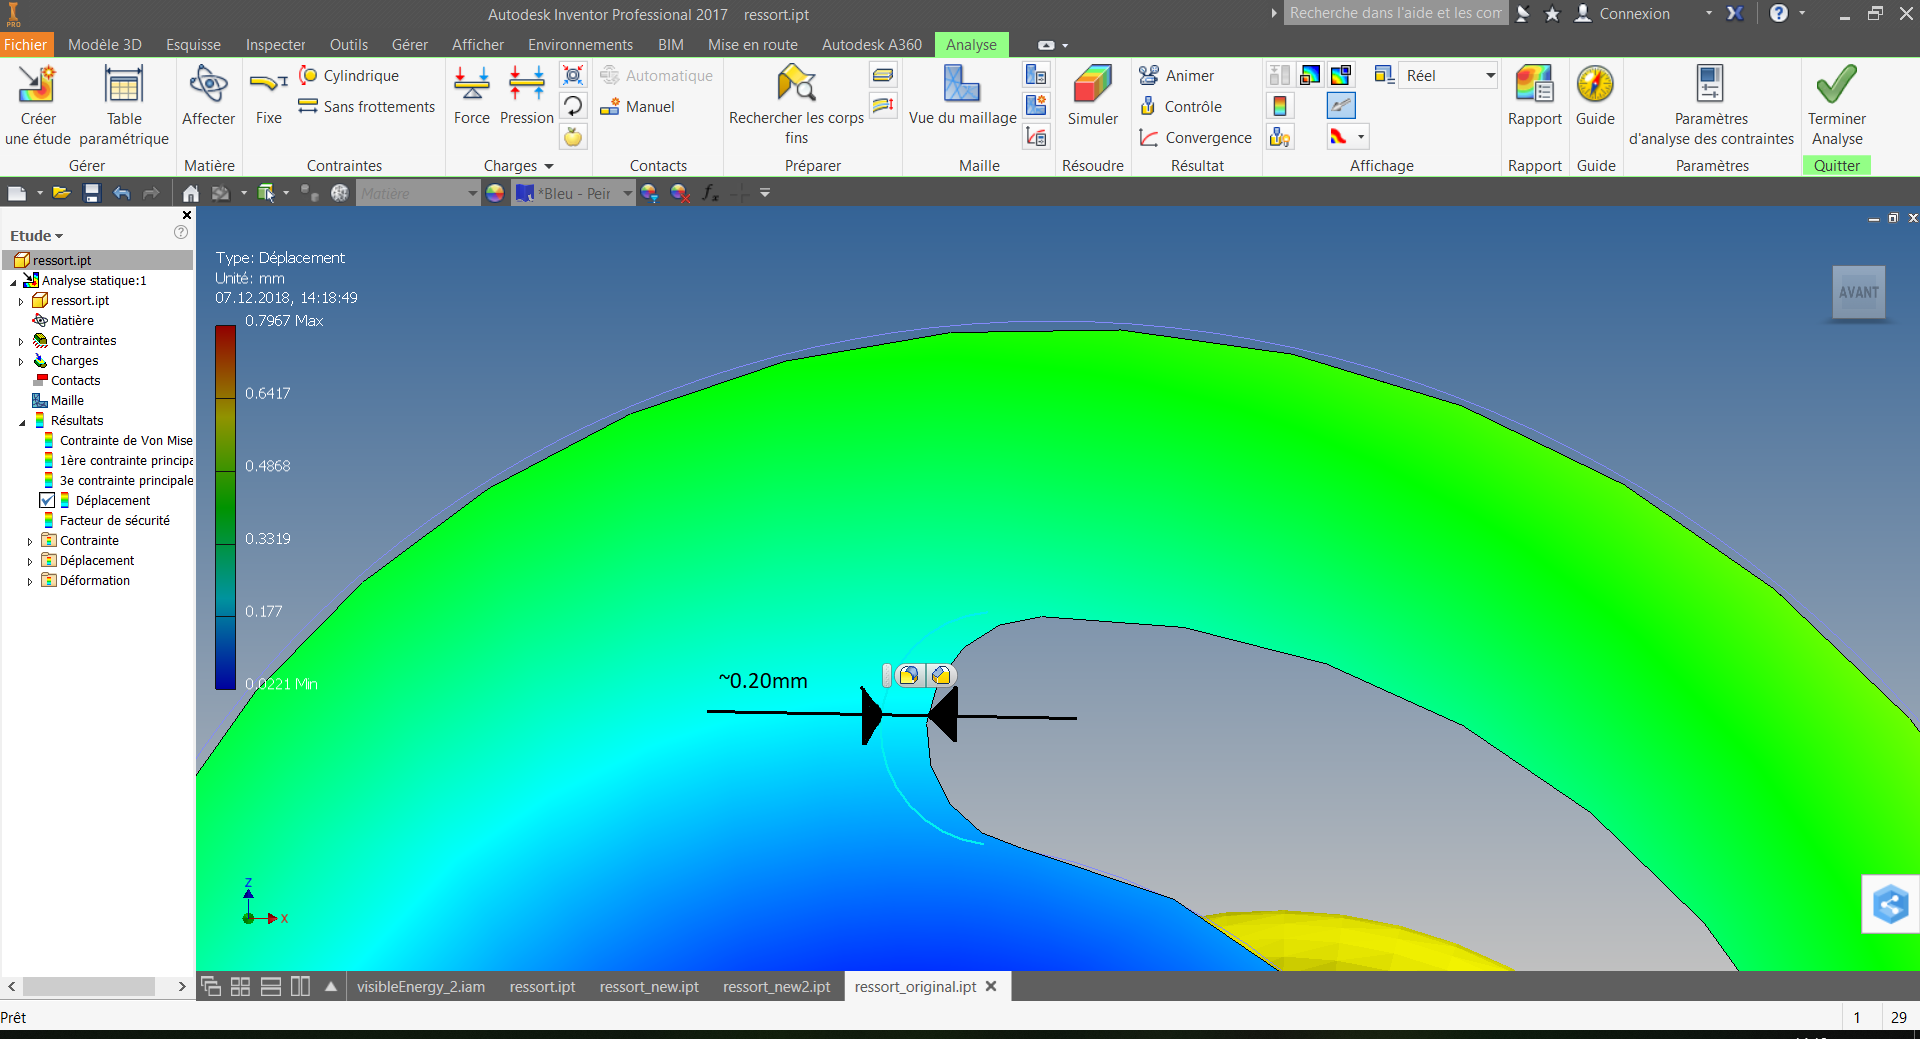 Autodesk Inventor Professional 2017 ressort.ipt
Recherche dans l'aide et les com
Connexion
PRO
Fichier Modèle 3D Esquisse Inspecter Outils Gérer Afficher Environnements BIM Mise en route Autodesk A360 Analyse
Créer
une étude
Table
paramétrique
Gérer
Affecter
Matière
Fixe
Cylindrique
Sans frottements
Contraintes
Force
Pression
Charges
Automatique
Manuel
Contacts
Rechercher les corps
fins
Préparer
Vue du maillage
Maille
Simuler
Résoudre
Animer
Contrôle
Convergence
Résultat
Réel
Affichage
Rapport
Rapport
Guide
Guide
Paramètres
d'analyse des contraintes
Paramètres
Terminer
Analyse
Quitter
Matière
*Bleu - Peir
fx
Etude
ressort.ipt
Analyse statique:1
ressort.ipt
Matière
Contraintes
Charges
Contacts
Maille
Résultats
Contrainte de Von Mise
1ère contrainte principa
3e contrainte principale
Déplacement
Facteur de sécurité
Contrainte
Déplacement
Déformation
Type: Déplacement
Unité: mm
07.12.2018, 14:18:49
0.7967 Max
0.6417
0.4868
0.3319
0.177
0.0221 Min
AVANT
~0.20mm
Z
X
visibleEnergy_2.iam ressort.ipt ressort_new.ipt ressort_new2.ipt ressort_original.ipt
Prêt
1 29